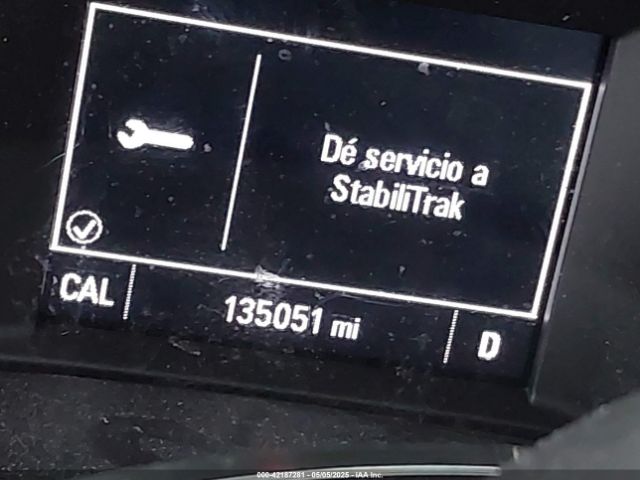 Dé servicio a
StabiliTrak
CAL 135051 mi D
000-42187281 - 05/05/2025 - IAA Inc.